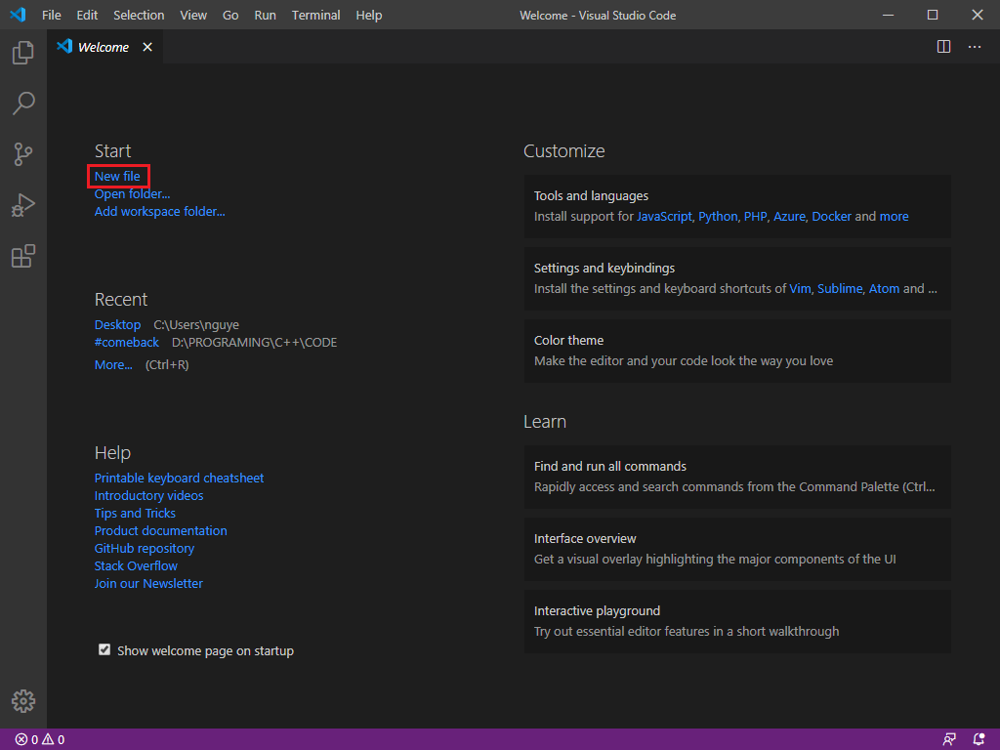 File Edit Selection View Go Run Terminal Help
Welcome - Visual Studio Code
Welcome
Start
New file
Open folder...
Add workspace folder...
Recent
Desktop C:\Users\nguye
#comeback D:\PROGRAMING\C++\CODE
More... (Ctrl+R)
Help
Printable keyboard cheatsheet
Introductory videos
Tips and Tricks
Product documentation
GitHub repository
Stack Overflow
Join our Newsletter
Show welcome page on startup
Customize
Tools and languages
Install support for JavaScript, Python, PHP, Azure, Docker and more
Settings and keybindings
Install the settings and keyboard shortcuts of Vim, Sublime, Atom and ...
Color theme
Make the editor and your code look the way you love
Learn
Find and run all commands
Rapidly access and search commands from the Command Palette (Ctrl...
Interface overview
Get a visual overlay highlighting the major components of the UI
Interactive playground
Try out essential editor features in a short walkthrough
0 0